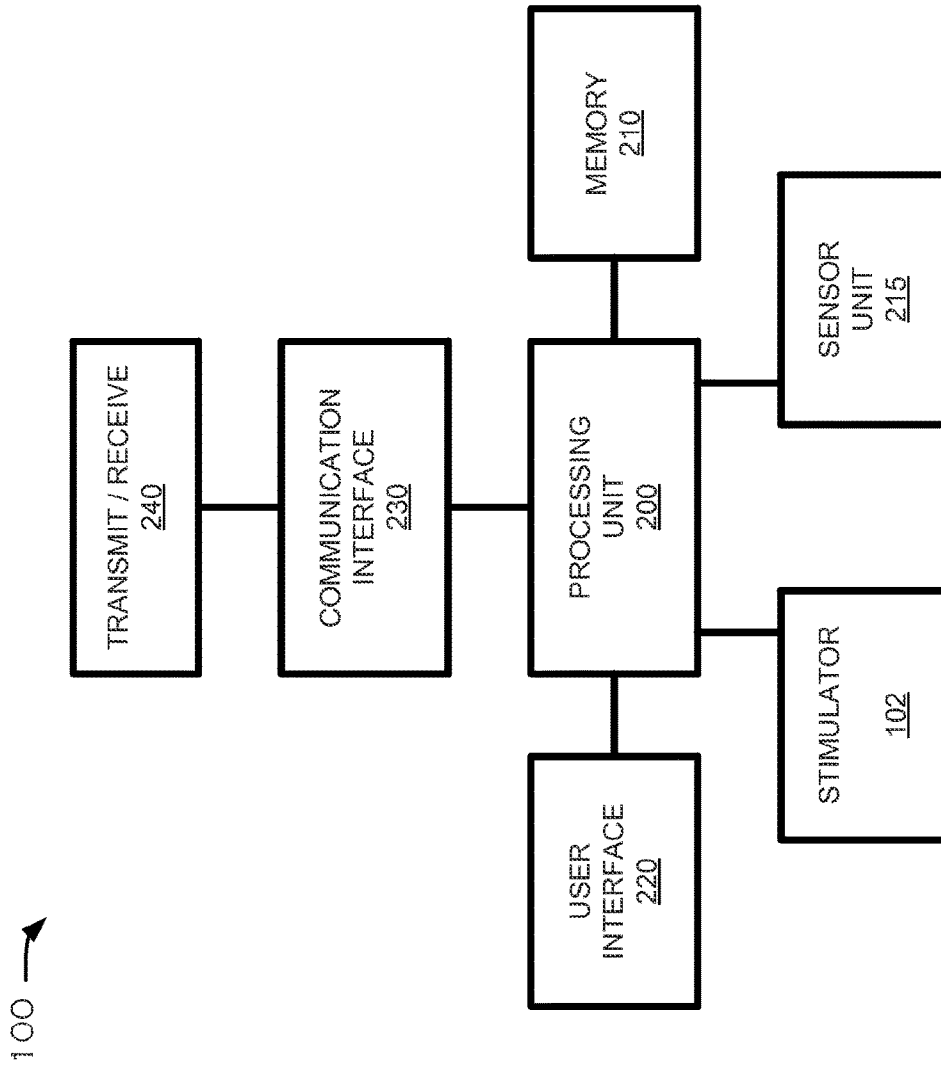 100
TRANSMIT / RECEIVE
240
COMMUNICATION
INTERFACE
230
USER
INTERFACE
220
PROCESSING
UNIT
200
MEMORY
210
STIMULATOR
102
SENSOR
UNIT
215